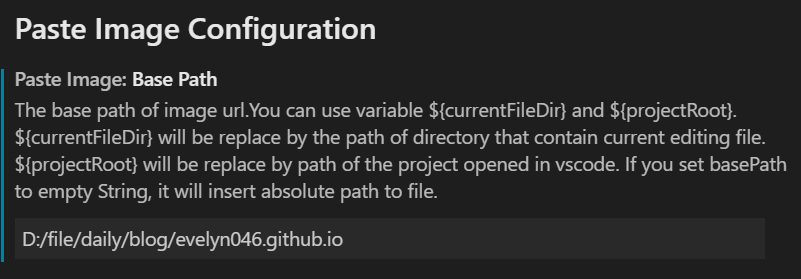 Paste Image Configuration
Paste Image: Base Path
The base path of image url.You can use variable ${currentFileDir} and ${projectRoot}.
${currentFileDir} will be replace by the path of directory that contain current editing file.
${projectRoot} will be replace by path of the project opened in vscode. If you set basePath
to empty String, it will insert absolute path to file.
D:/file/daily/blog/evelyn046.github.io